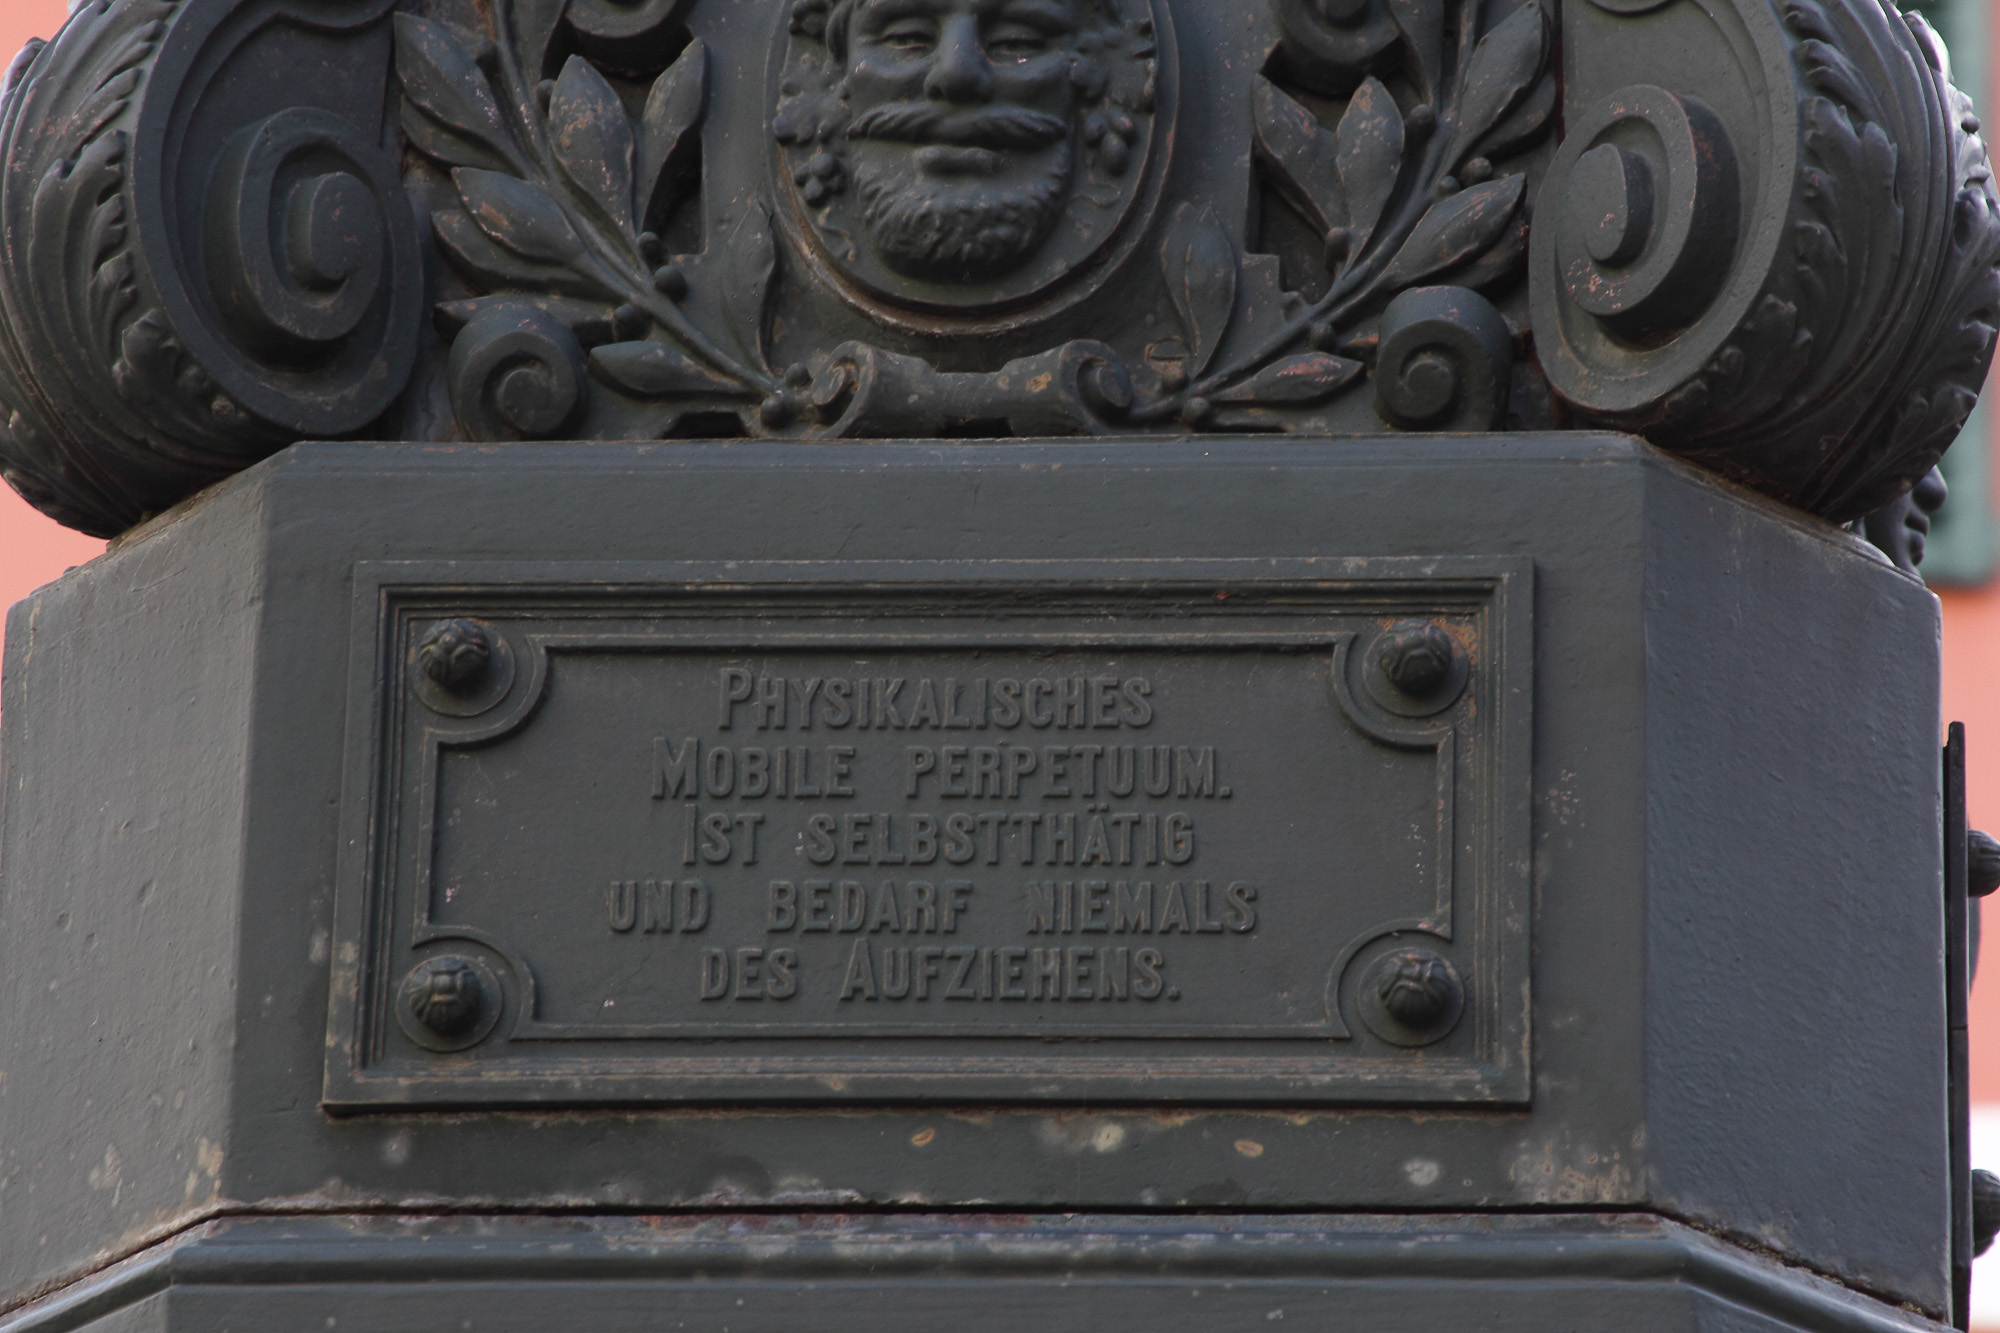 Physikalisches
Mobile perpetuum.
Ist selbstthätig
und bedarf niemals
des Aufziehens.